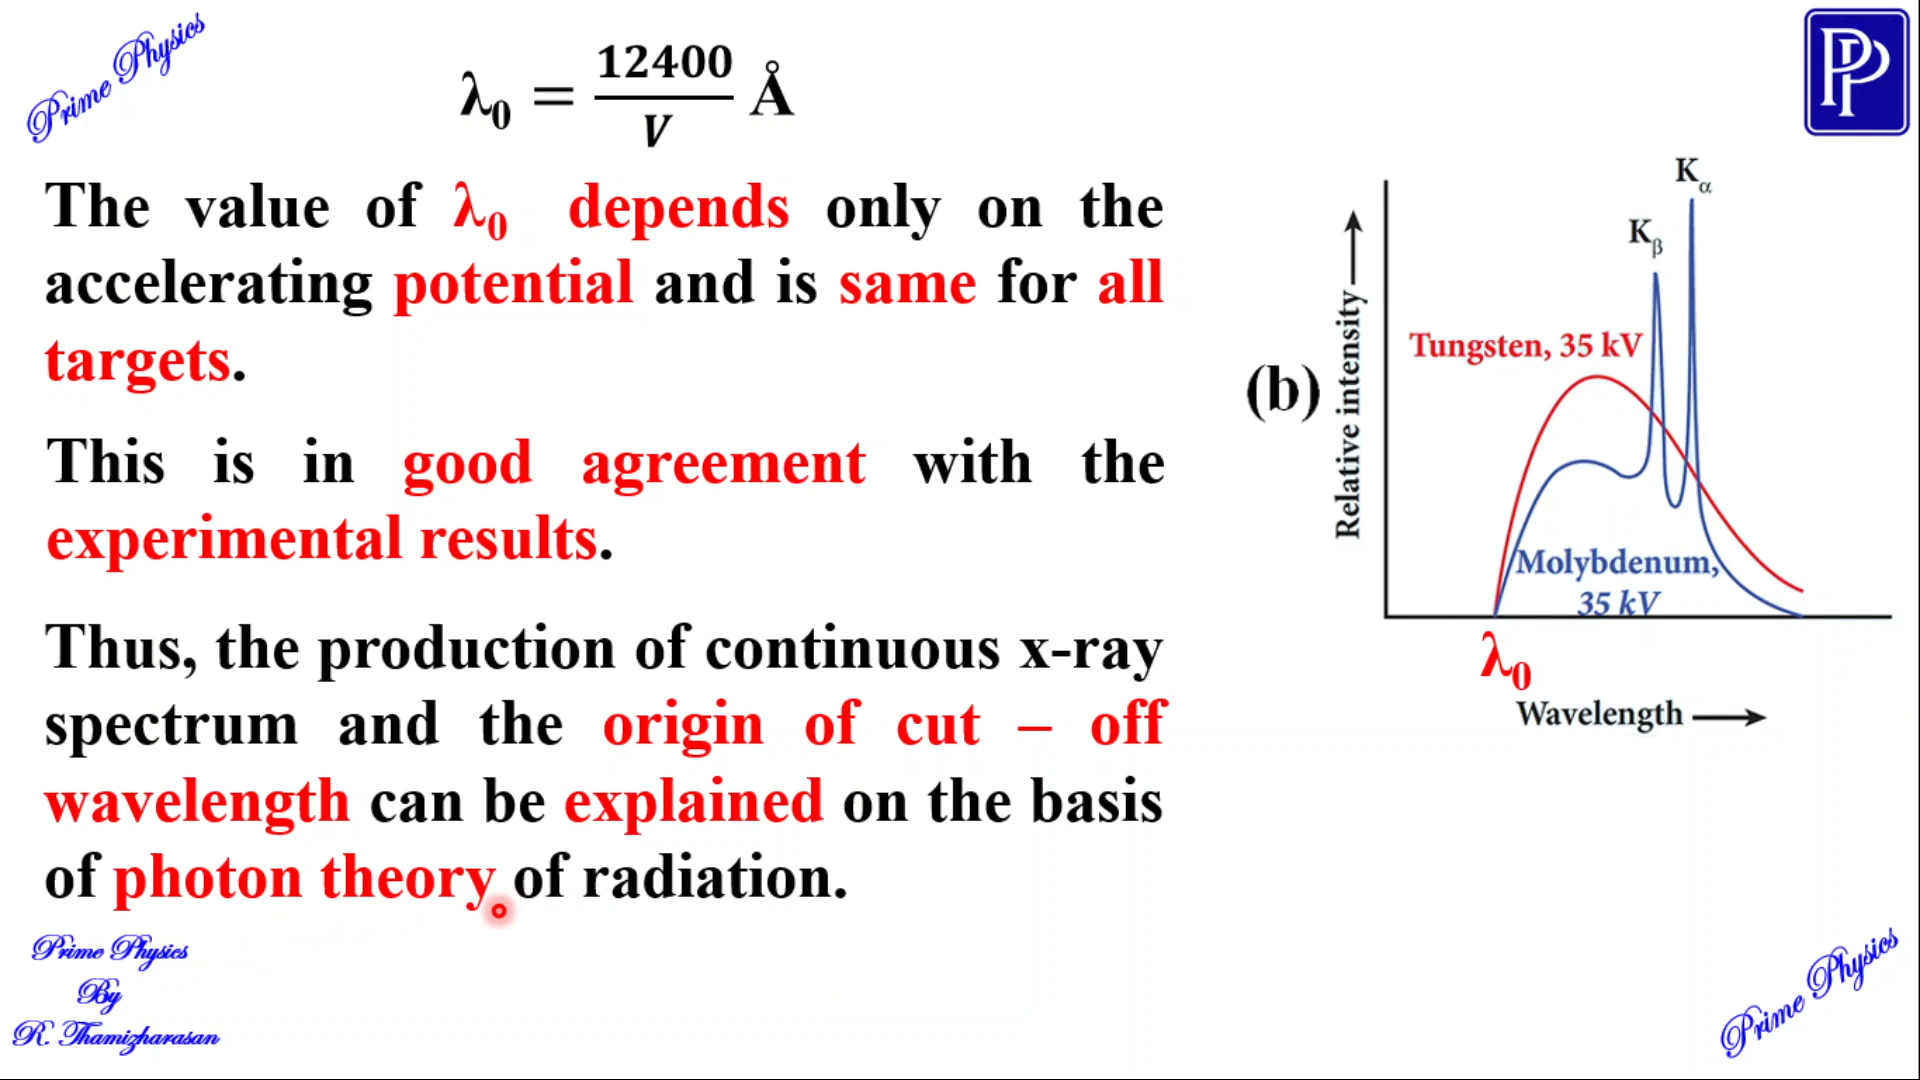 Prime Physics
λ₀ = 12400/V Å
PP
The value of λ₀ depends only on the
accelerating potential and is same for all
targets.
This is in good agreement with the
experimental results.
Thus, the production of continuous x-ray
spectrum and the origin of cut – off
wavelength can be explained on the basis
of photon theory of radiation.
(b)
Relative intensity
Kα
Kβ
Tungsten, 35 kV
Molybdenum,
35 kV
λ₀
Wavelength
Prime Physics
By
R. Thamizharasan
Prime Physics